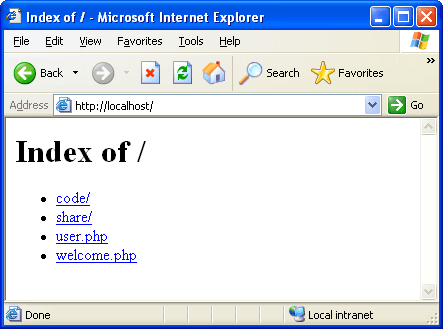 Index of / - Microsoft Internet Explorer
File Edit View Favorites Tools Help
Back Search Favorites »
Address http://localhost/ Go
Index of /
code/
share/
user.php
welcome.php
Done Local intranet